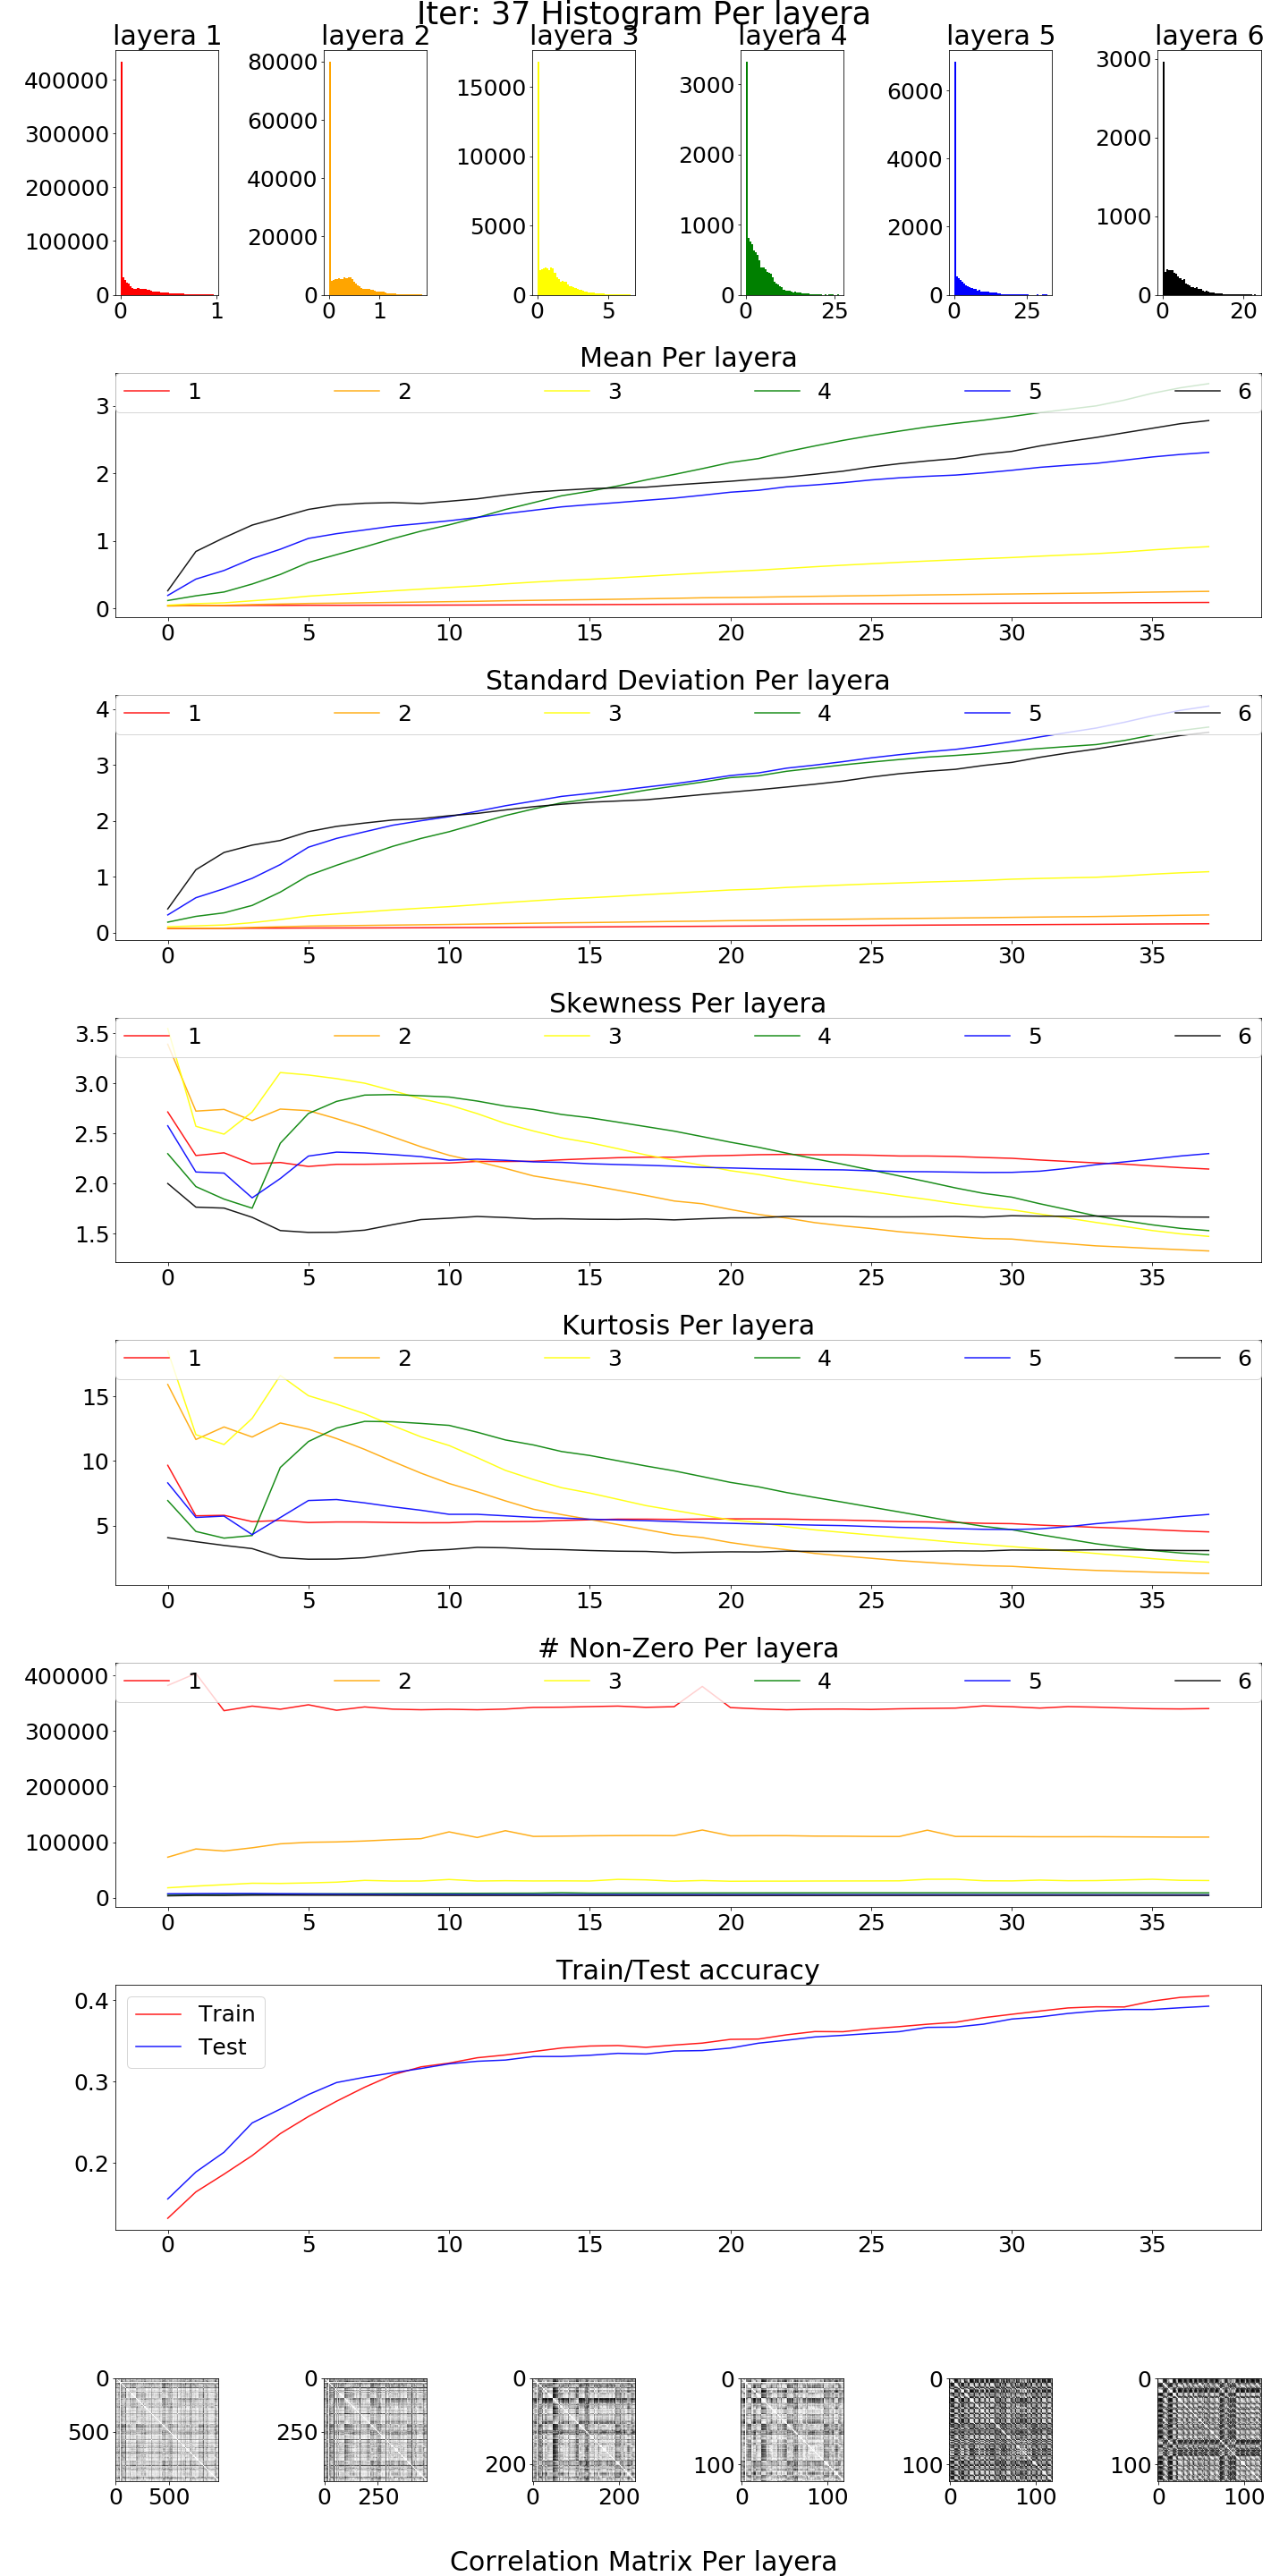 Iter: 37 Histogram Per layera
layera 1 layera 2 layera 3 layera 4 layera 5 layera 6
400000 300000 200000 100000 0
0 1
80000 60000 40000 20000 0
0 1
15000 10000 5000 0
0 5
3000 2000 1000 0
0 25
6000 4000 2000 0
0 25
3000 2000 1000 0
0 20
Mean Per layera
1 2 3 4 5 6
3
2
1
0
0 5 10 15 20 25 30 35
Standard Deviation Per layera
1 2 3 4 5 6
4
3
2
1
0
0 5 10 15 20 25 30 35
Skewness Per layera
1 2 3 4 5 6
3.5
3.0
2.5
2.0
1.5
0 5 10 15 20 25 30 35
Kurtosis Per layera
1 2 3 4 5 6
15
10
5
0 5 10 15 20 25 30 35
# Non-Zero Per layera
1 2 3 4 5 6
400000
300000
200000
100000
0
0 5 10 15 20 25 30 35
Train/Test accuracy
Train
Test
0.4
0.3
0.2
0 5 10 15 20 25 30 35
0 0 0 0 0 0
500 250 200 100 100 100
0 500 0 250 0 200 0 100 0 100 0 100
Correlation Matrix Per layera